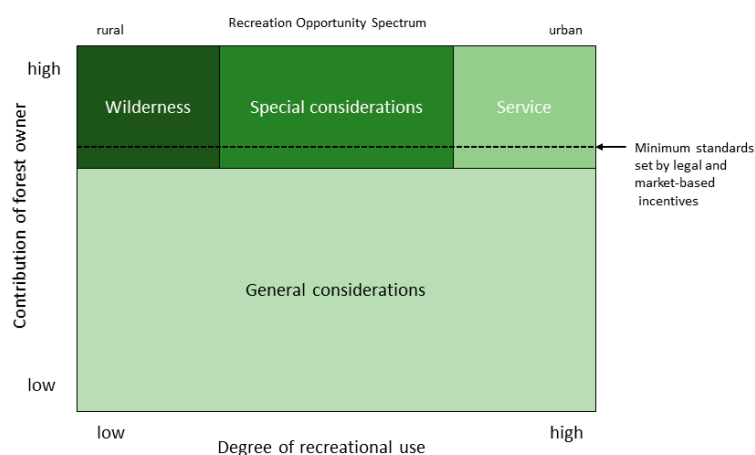 Recreation Opportunity Spectrum
rural
urban
high
Wilderness
Special considerations
Service
Minimum standards
set by legal and
market-based
incentives
Contribution of forest owner
General considerations
low
low
high
Degree of recreational use